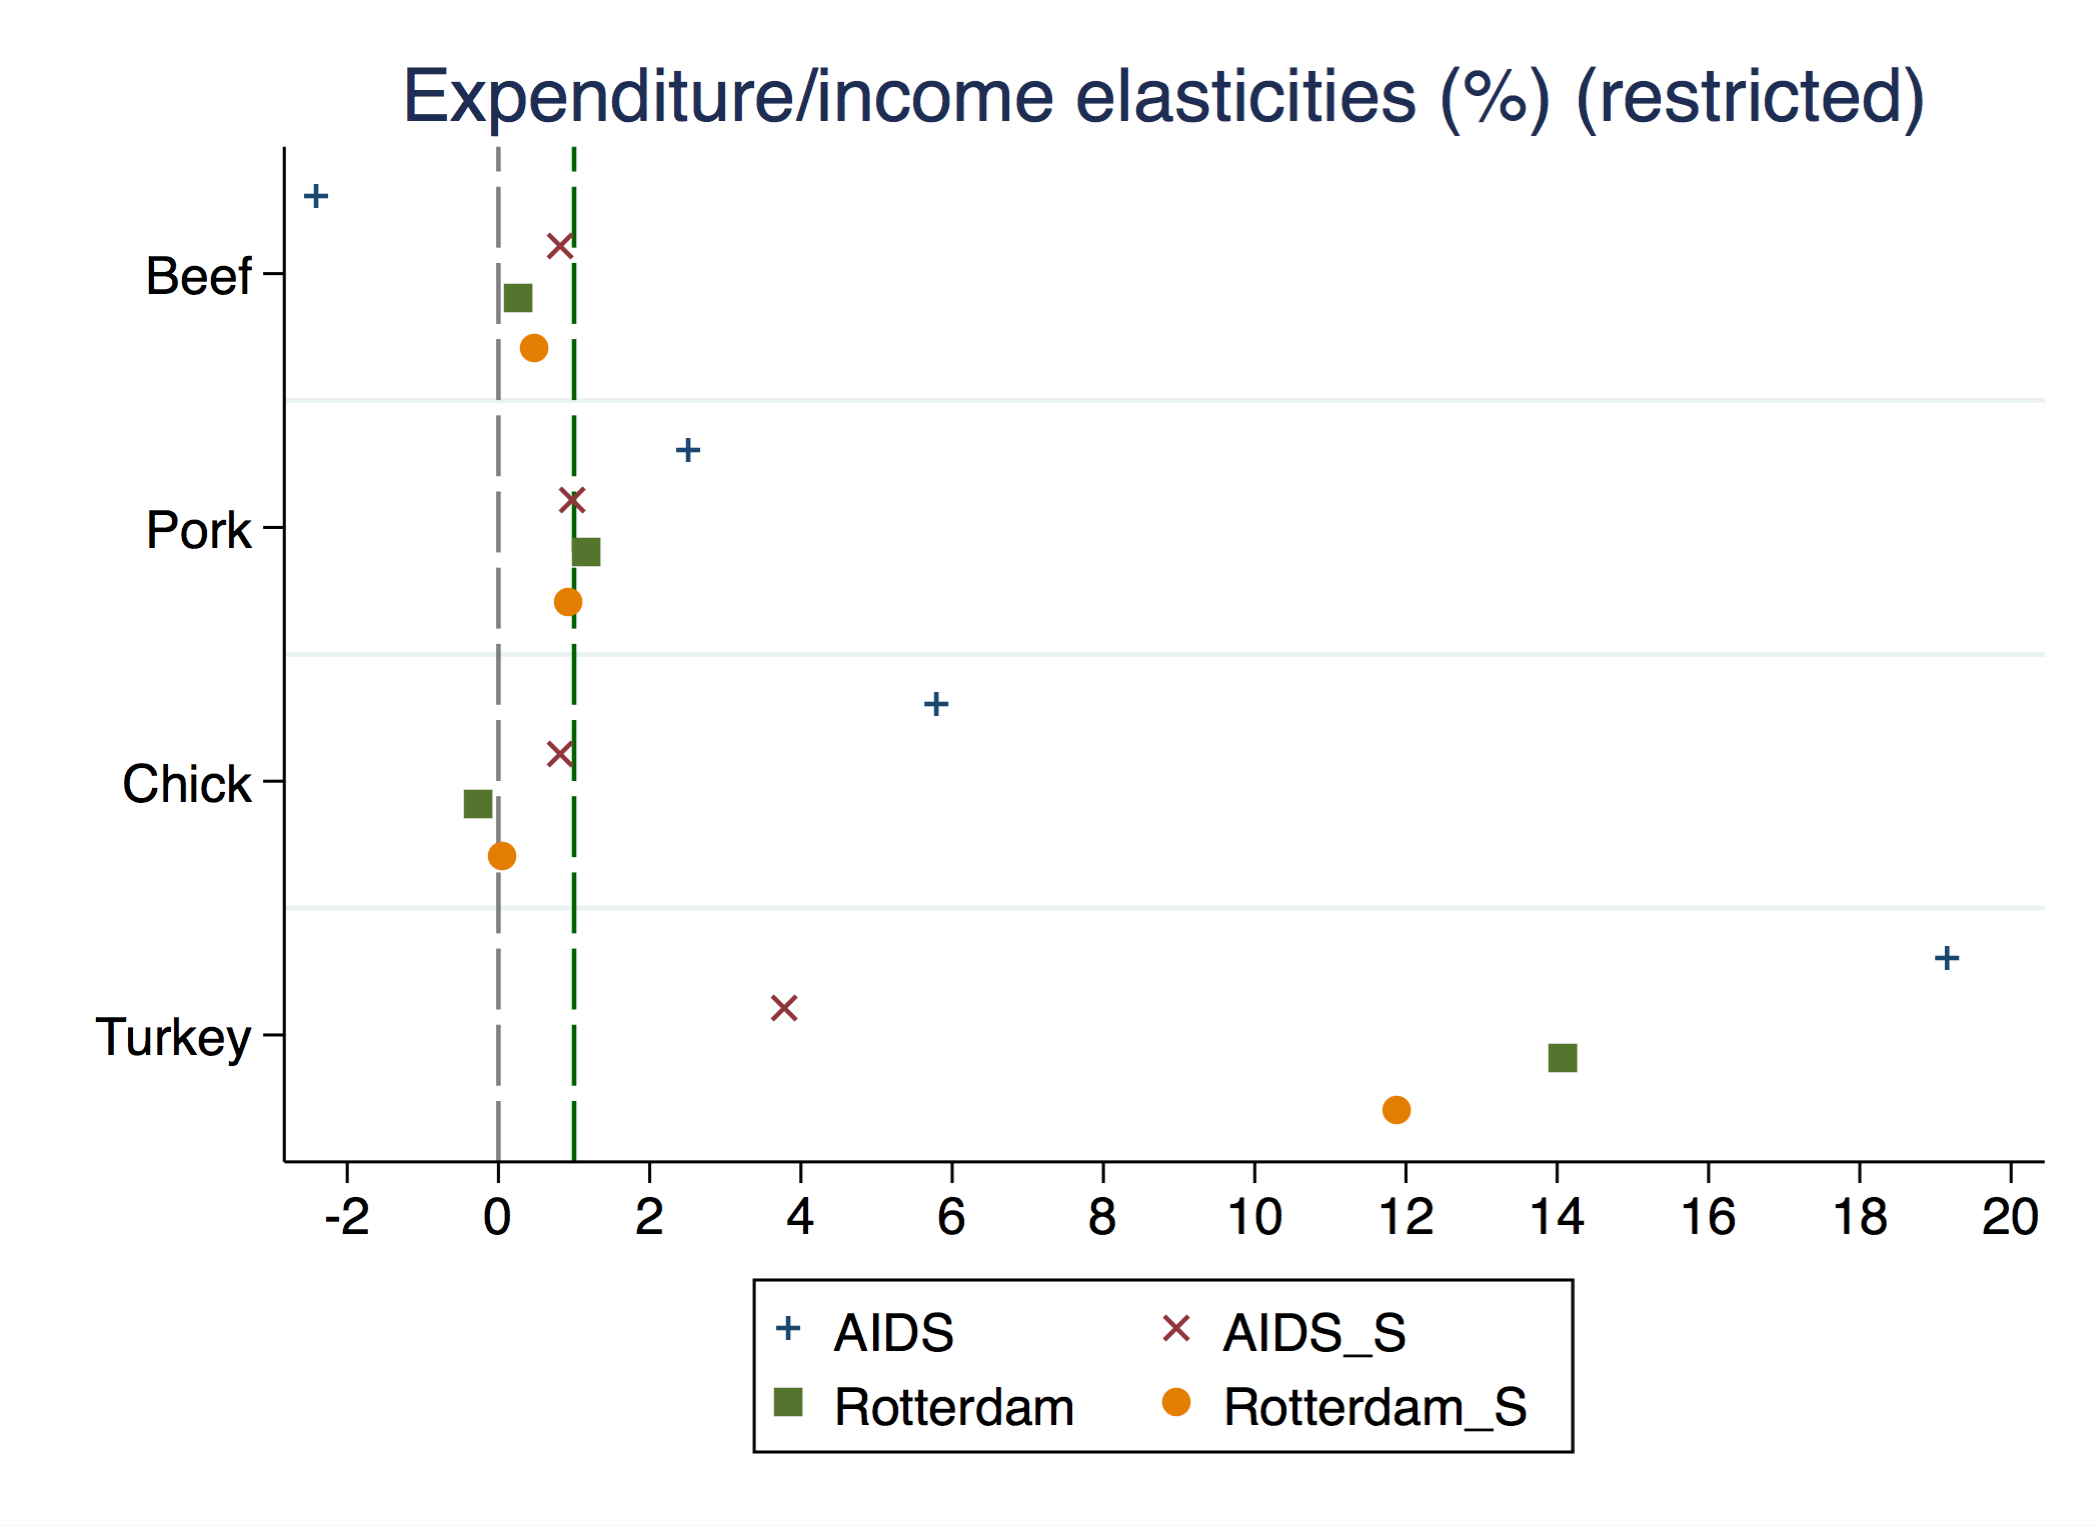 Expenditure/income elasticities (%) (restricted)
Beef
Pork
Chick
Turkey
-2 0 2 4 6 8 10 12 14 16 18 20
AIDS AIDS_S
Rotterdam Rotterdam_S